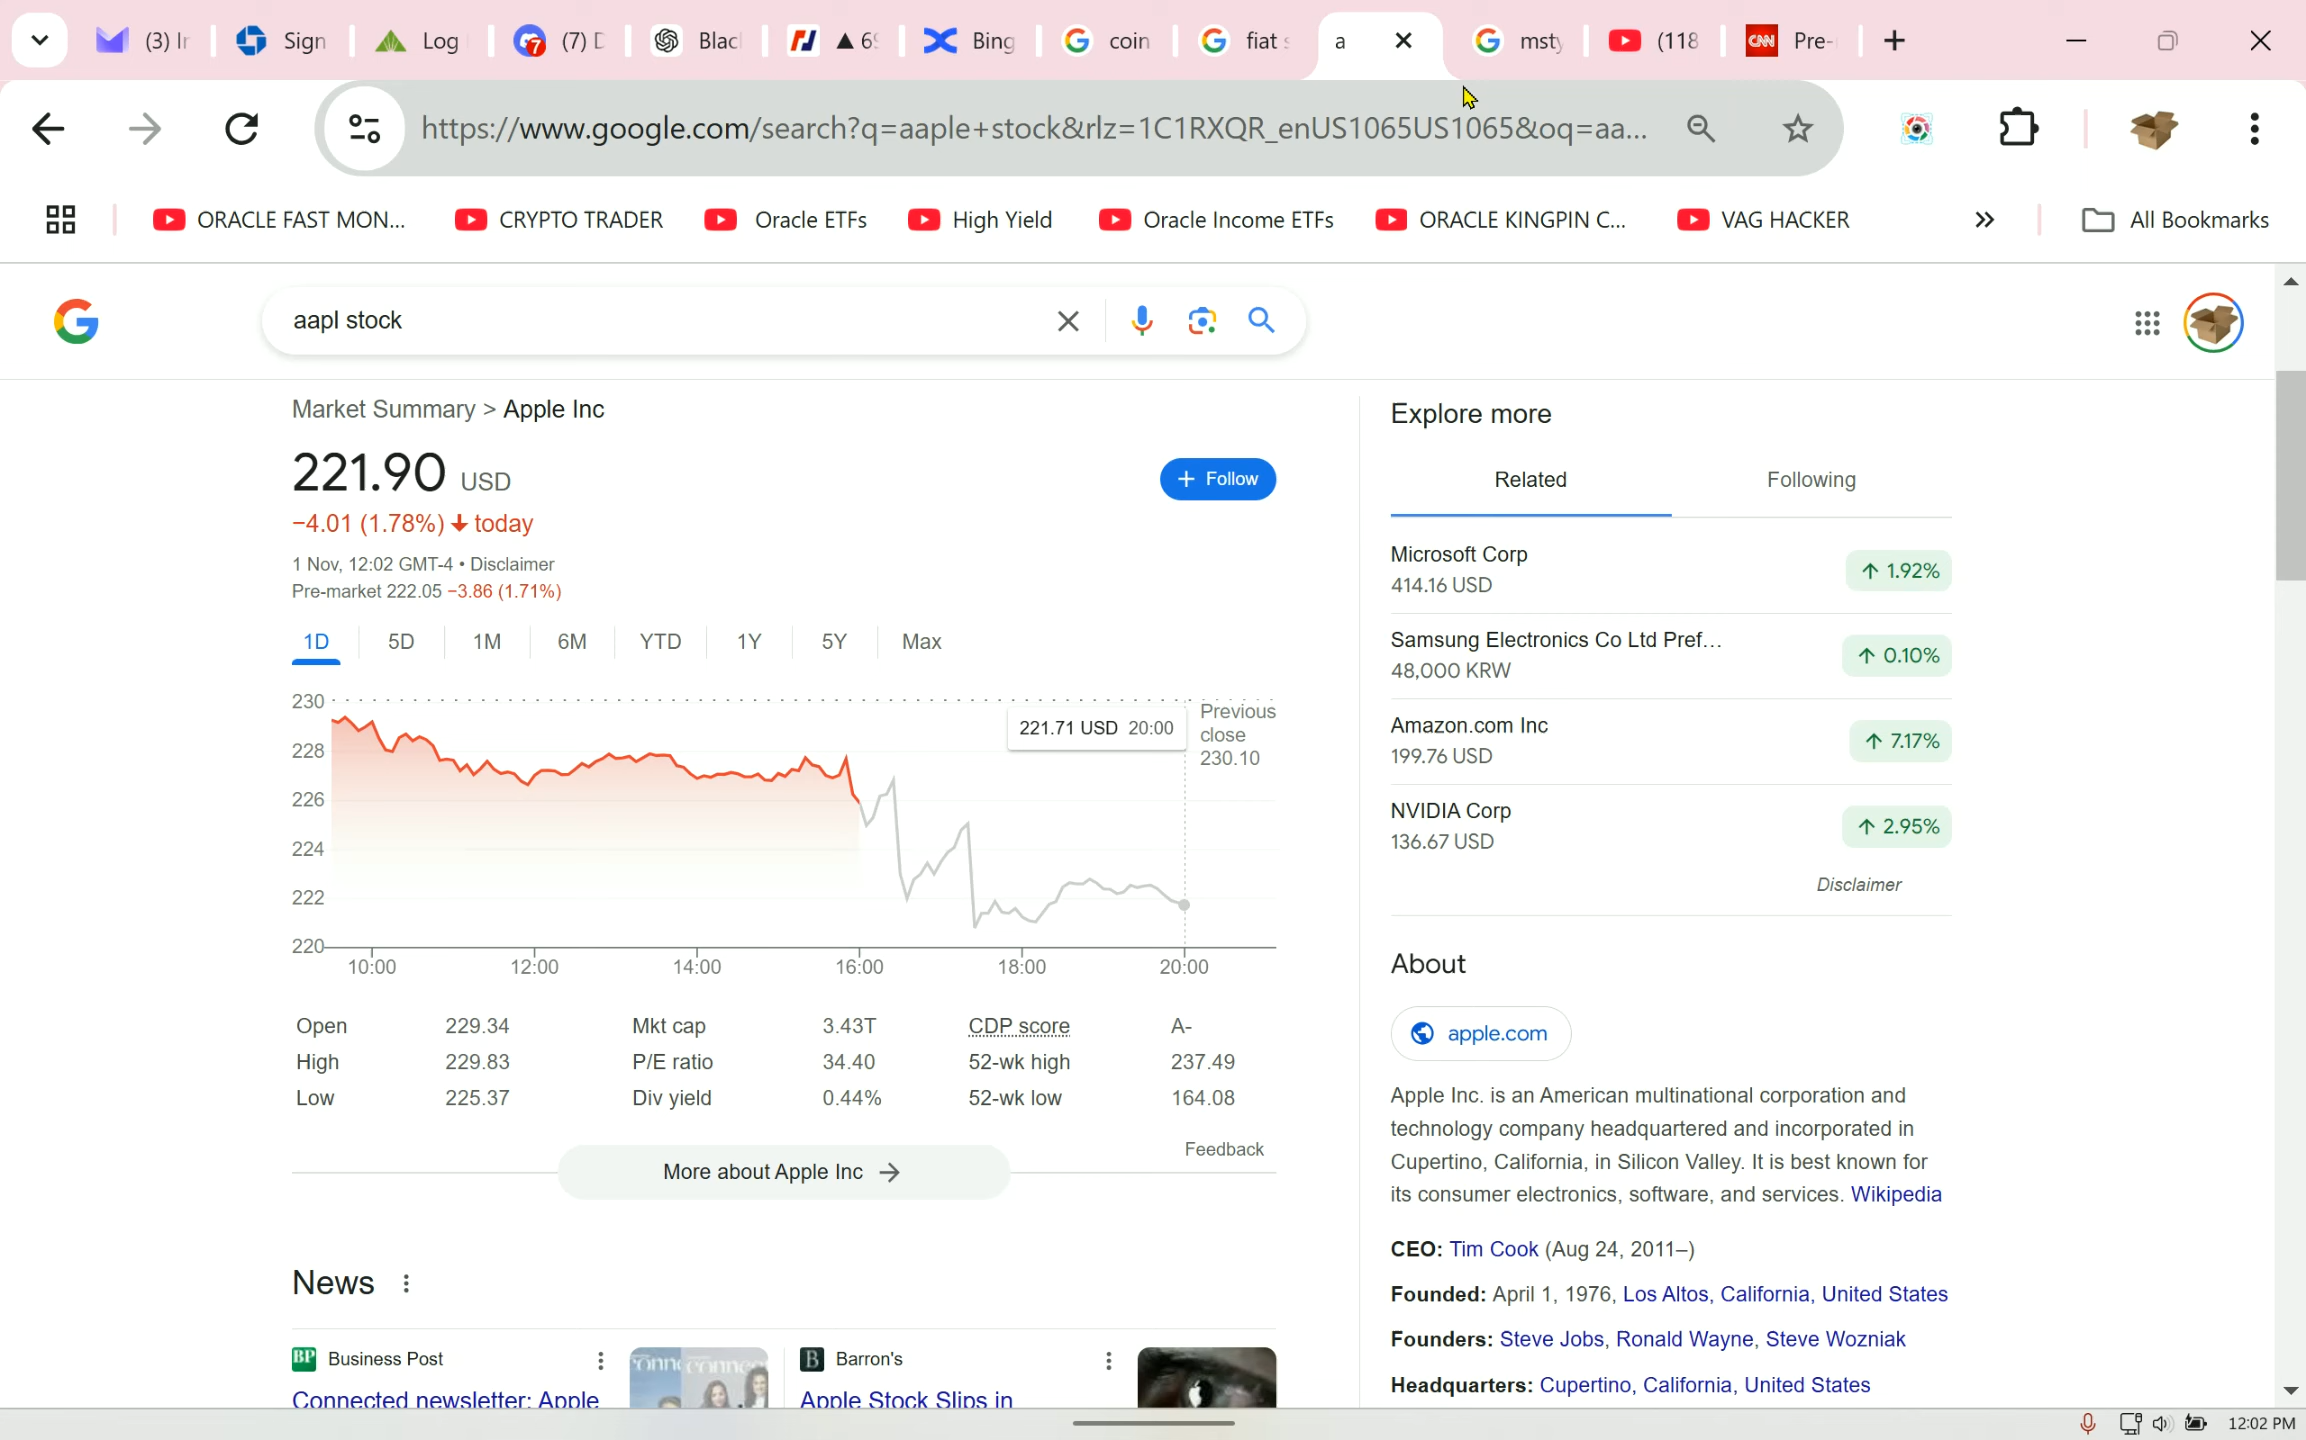 (3) Ir
Sign
Log
(7) D
Blac
▲ 69
Bing
coin
fiat s
a
msty
(118
CNN
Pre-
https://www.google.com/search?q=aaple+stock&rlz=1C1RXQR_enUS1065US1065&oq=aa...
ORACLE FAST MON...
CRYPTO TRADER
Oracle ETFs
High Yield
Oracle Income ETFs
ORACLE KINGPIN C...
VAG HACKER
All Bookmarks
aapl stock
Market Summary > Apple Inc
221.90 USD
+ Follow
−4.01 (1.78%) ↓ today
1 Nov, 12:02 GMT-4 • Disclaimer
Pre-market 222.05 −3.86 (1.71%)
1D 5D 1M 6M YTD 1Y 5Y Max
230
228
226
224
222
220
221.71 USD 20:00
Previous
close
230.10
10:00 12:00 14:00 16:00 18:00 20:00
Open 229.34 Mkt cap 3.43T CDP score A-
High 229.83 P/E ratio 34.40 52-wk high 237.49
Low 225.37 Div yield 0.44% 52-wk low 164.08
Feedback
More about Apple Inc →
News
BP Business Post
Connected newsletter: Apple
B Barron's
Apple Stock Slips in
Explore more
Related Following
Microsoft Corp
414.16 USD
↑ 1.92%
Samsung Electronics Co Ltd Pref...
48,000 KRW
↑ 0.10%
Amazon.com Inc
199.76 USD
↑ 7.17%
NVIDIA Corp
136.67 USD
↑ 2.95%
Disclaimer
About
apple.com
Apple Inc. is an American multinational corporation and
technology company headquartered and incorporated in
Cupertino, California, in Silicon Valley. It is best known for
its consumer electronics, software, and services. Wikipedia
CEO: Tim Cook (Aug 24, 2011–)
Founded: April 1, 1976, Los Altos, California, United States
Founders: Steve Jobs, Ronald Wayne, Steve Wozniak
Headquarters: Cupertino, California, United States
12:02 PM